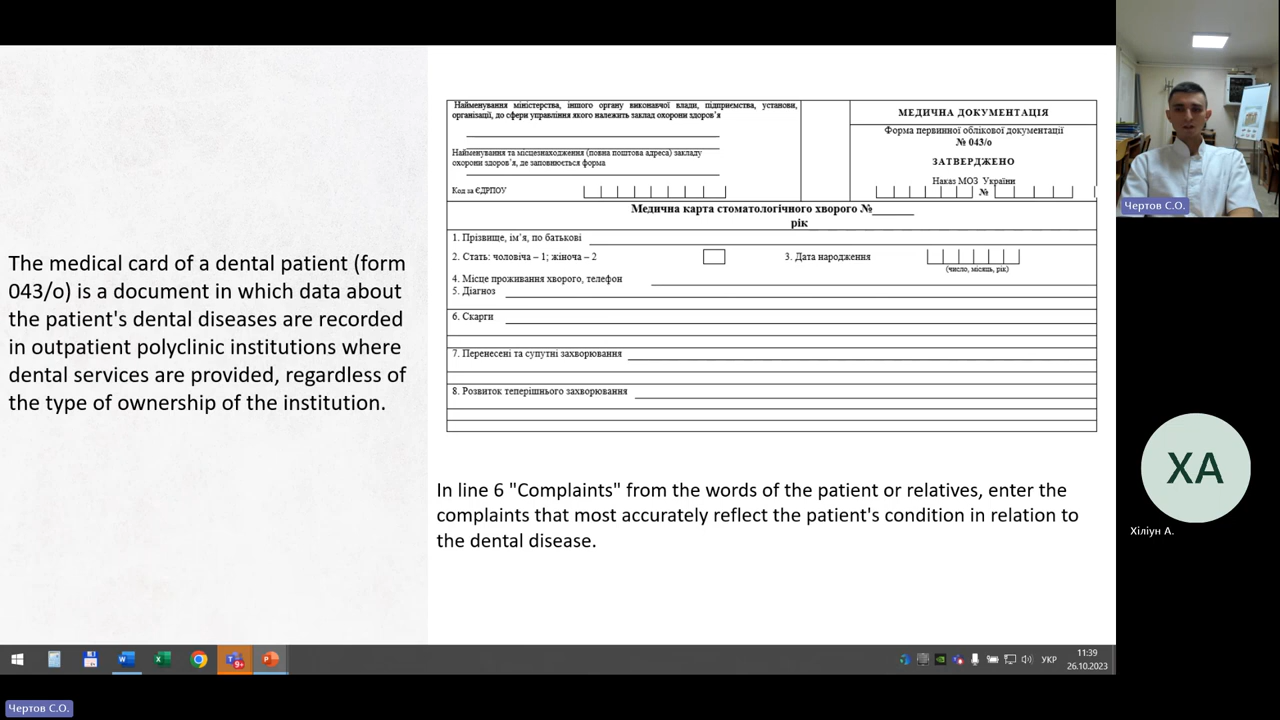 The medical card of a dental patient (form
043/o) is a document in which data about
the patient's dental diseases are recorded
in outpatient polyclinic institutions where
dental services are provided, regardless of
the type of ownership of the institution.
Найменування міністерства, іншого органу виконавчої влади, підприємства, установи,
організації, до сфери управління якого належить заклад охорони здоров'я
Найменування та місцезнаходження (повна поштова адреса) закладу
охорони здоров'я, де заповнюється форма
Код за ЄДРПОУ
МЕДИЧНА ДОКУМЕНТАЦІЯ
Форма первинної облікової документації
№ 043/о
ЗАТВЕРДЖЕНО
Наказ МОЗ України
№
Медична карта стоматологічного хворого №______
рік
1. Прізвище, ім'я, по батькові
2. Стать: чоловіча – 1; жіноча – 2
3. Дата народження
(число, місяць, рік)
4. Місце проживання хворого, телефон
5. Діагноз
6. Скарги
7. Перенесені та супутні захворювання
8. Розвиток теперішнього захворювання
In line 6 "Complaints" from the words of the patient or relatives, enter the
complaints that most accurately reflect the patient's condition in relation to
the dental disease.
Чертов С.О.
ХА
Хіліун А.
9+
УКР
11:39
26.10.2023
Чертов С.О.